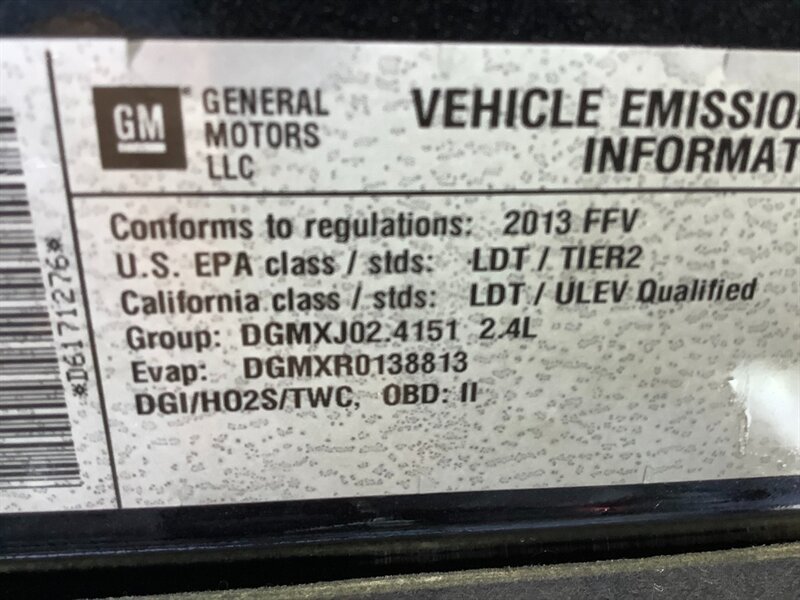 GM
GENERAL
MOTORS
LLC
VEHICLE EMISSIO
INFORMAT
Conforms to regulations: 2013 FFV
U.S. EPA class / stds: LDT / TIER2
California class / stds: LDT / ULEV Qualified
Group: DGMXJ02.4151 2.4L
Evap: DGMXR0138813
DGI/HO2S/TWC, OBD: II
*D6171276*